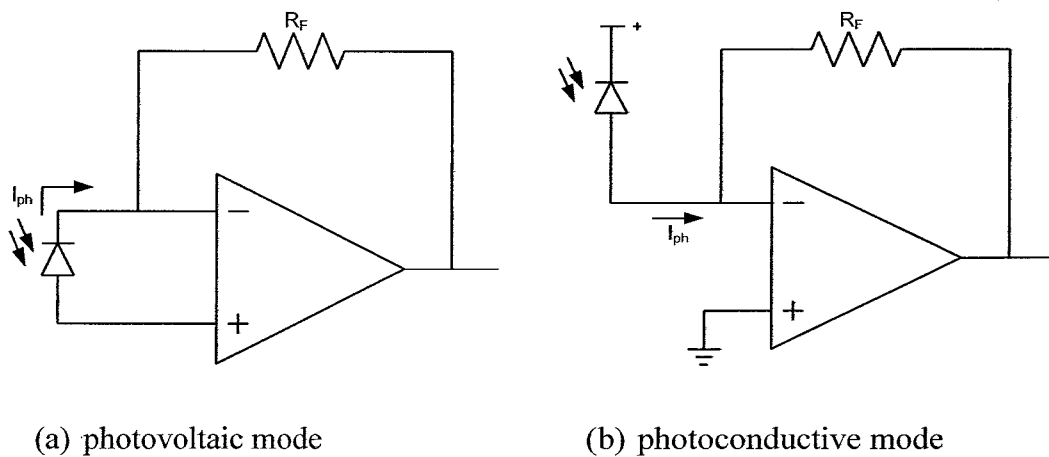 R_F
I_ph
−
+
(a) photovoltaic mode
+
R_F
I_ph
−
+
(b) photoconductive mode